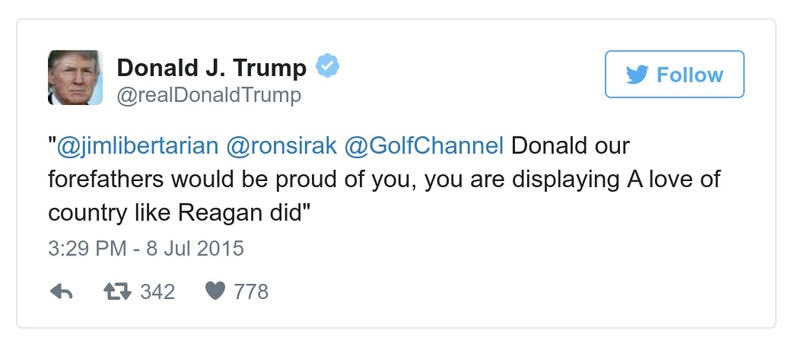 Donald J. Trump
@realDonaldTrump
Follow
"@jimlibertarian @ronsirak @GolfChannel Donald our
forefathers would be proud of you, you are displaying A love of
country like Reagan did"
3:29 PM - 8 Jul 2015
342 778